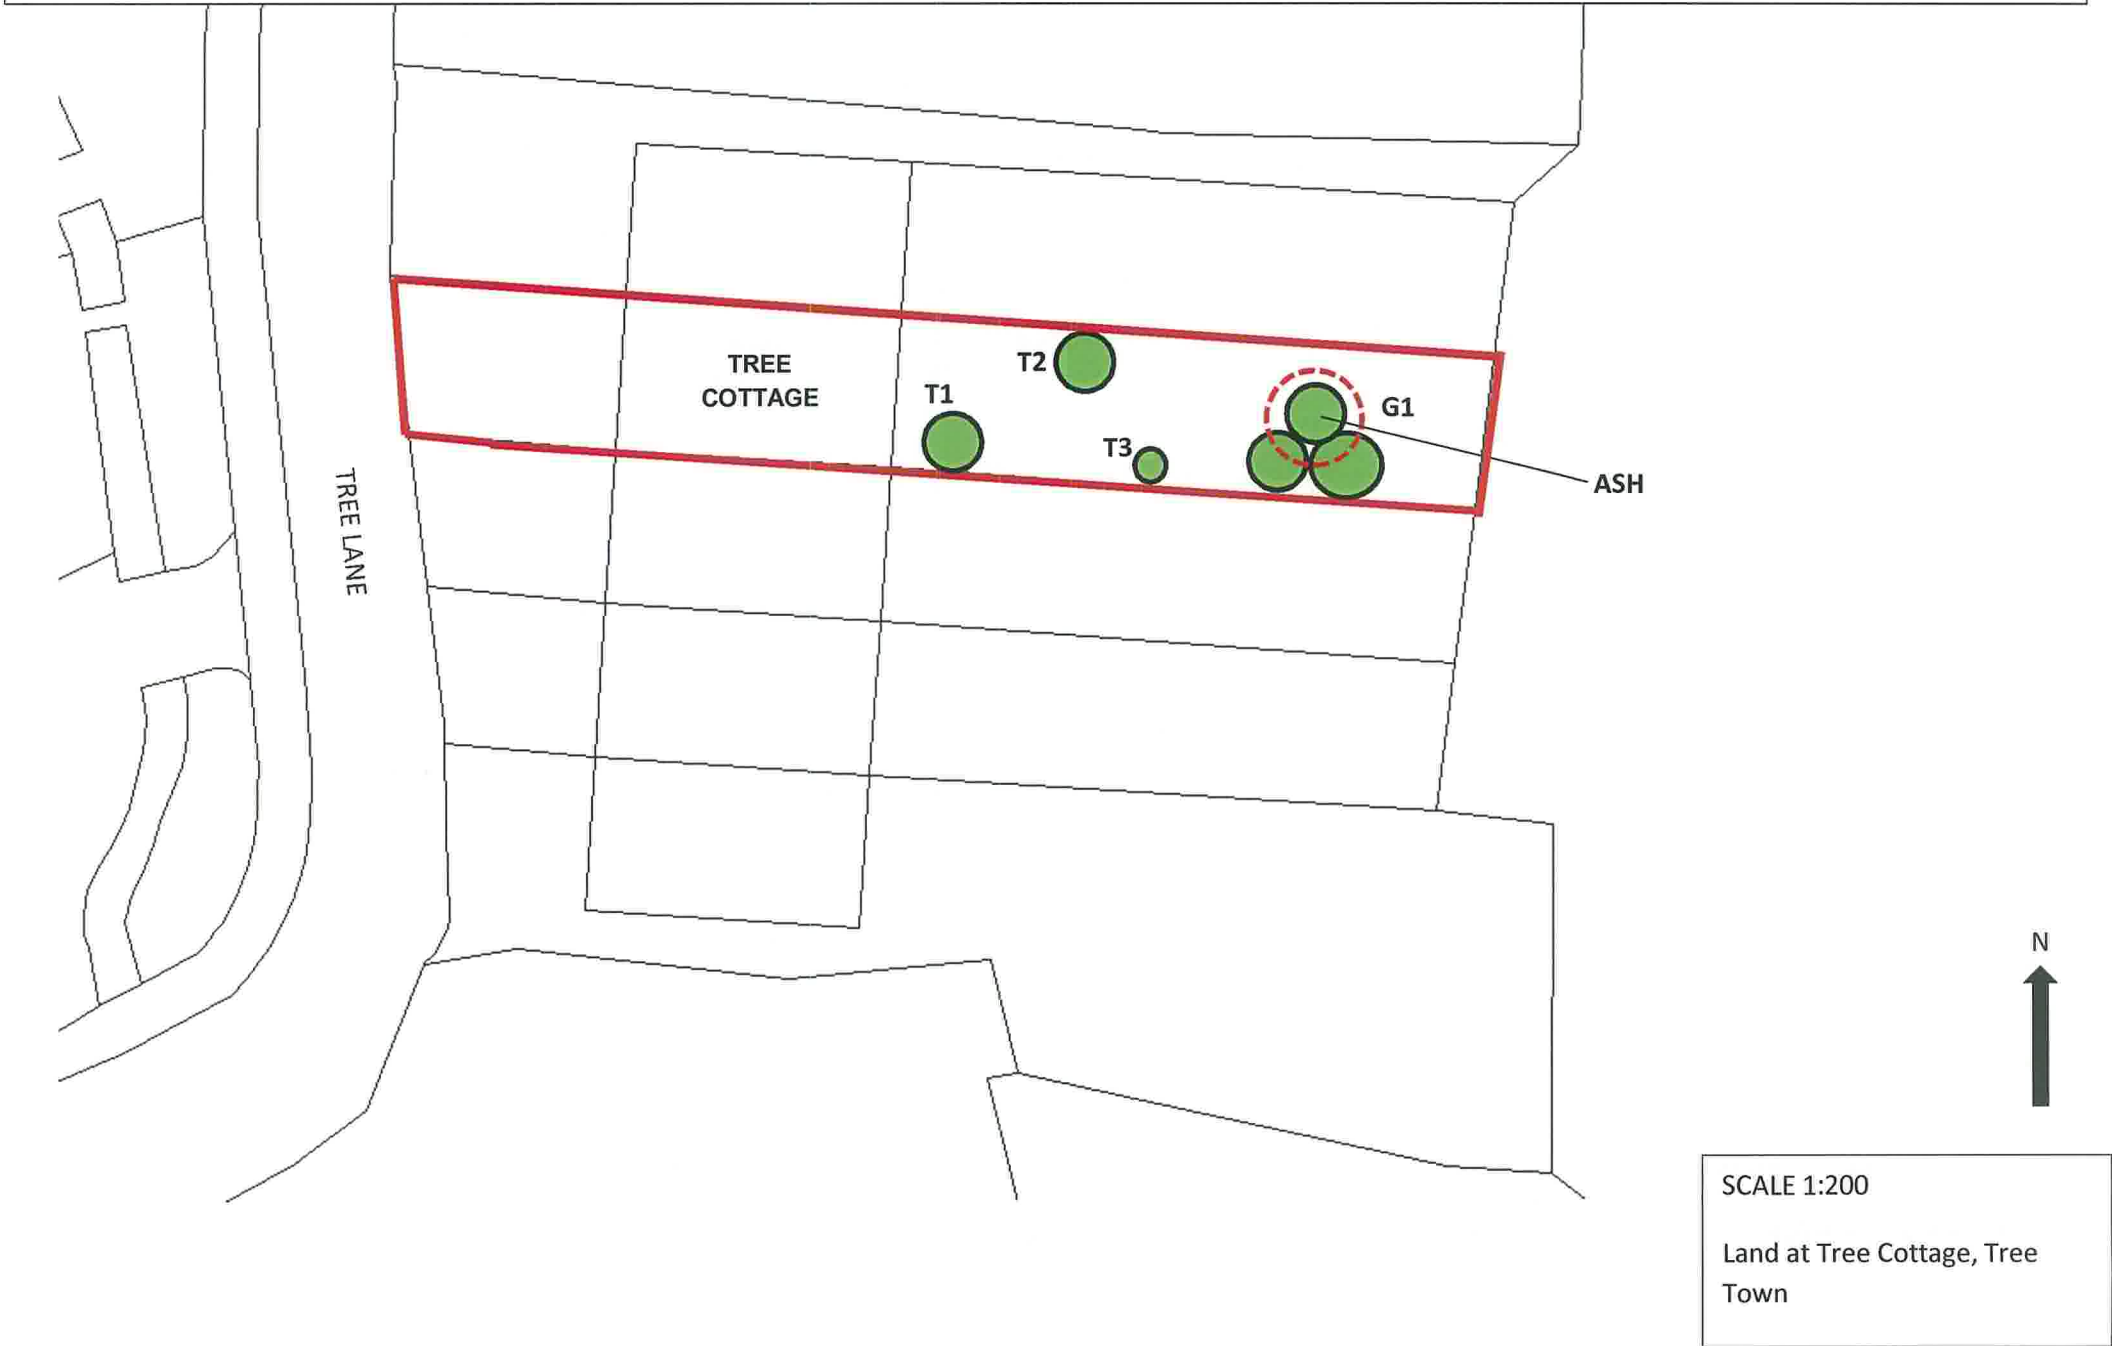 TREE
COTTAGE
T2
T1
T3
G1
ASH
TREE LANE
N
SCALE 1:200
Land at Tree Cottage, Tree
Town